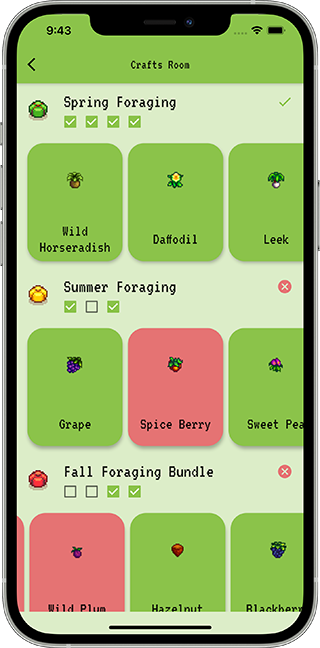 9:43
Crafts Room
Spring Foraging
Wild
Horseradish
Daffodil
Leek
Summer Foraging
Grape
Spice Berry
Sweet Pea
Fall Foraging Bundle
Wild Plum
Hazelnut
Blackberr